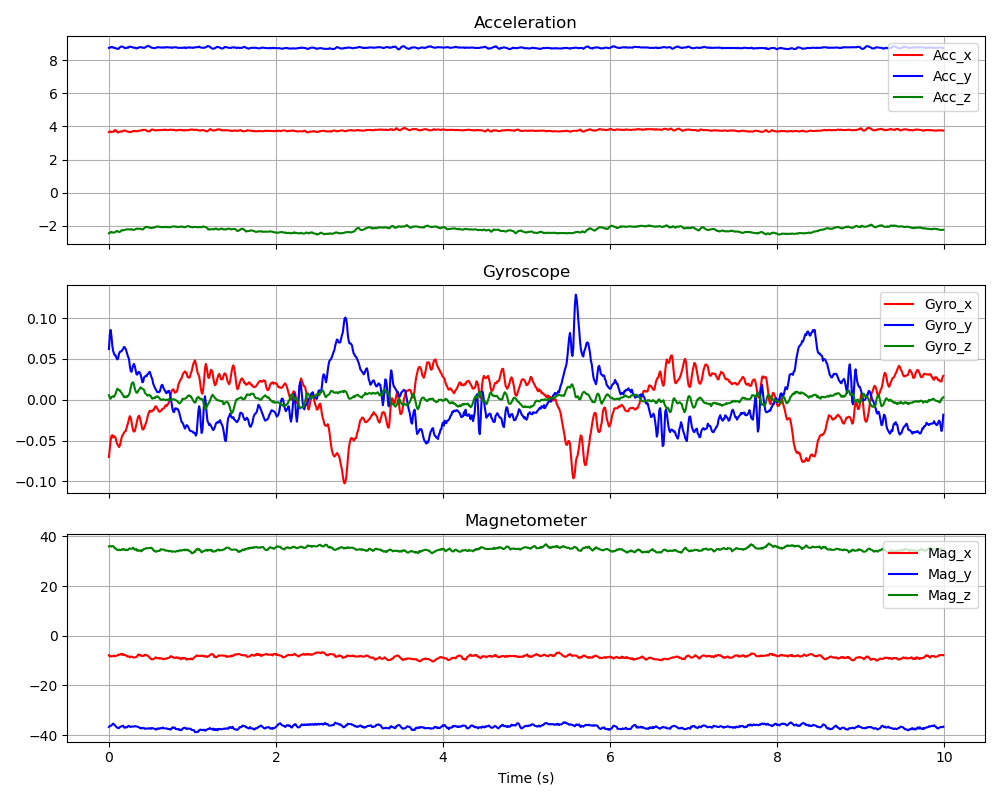 Acceleration
8
6
4
2
0
−2
Acc_x
Acc_y
Acc_z
Gyroscope
0.10
0.05
0.00
−0.05
−0.10
Gyro_x
Gyro_y
Gyro_z
Magnetometer
40
20
0
−20
−40
Mag_x
Mag_y
Mag_z
0 2 4 6 8 10
Time (s)